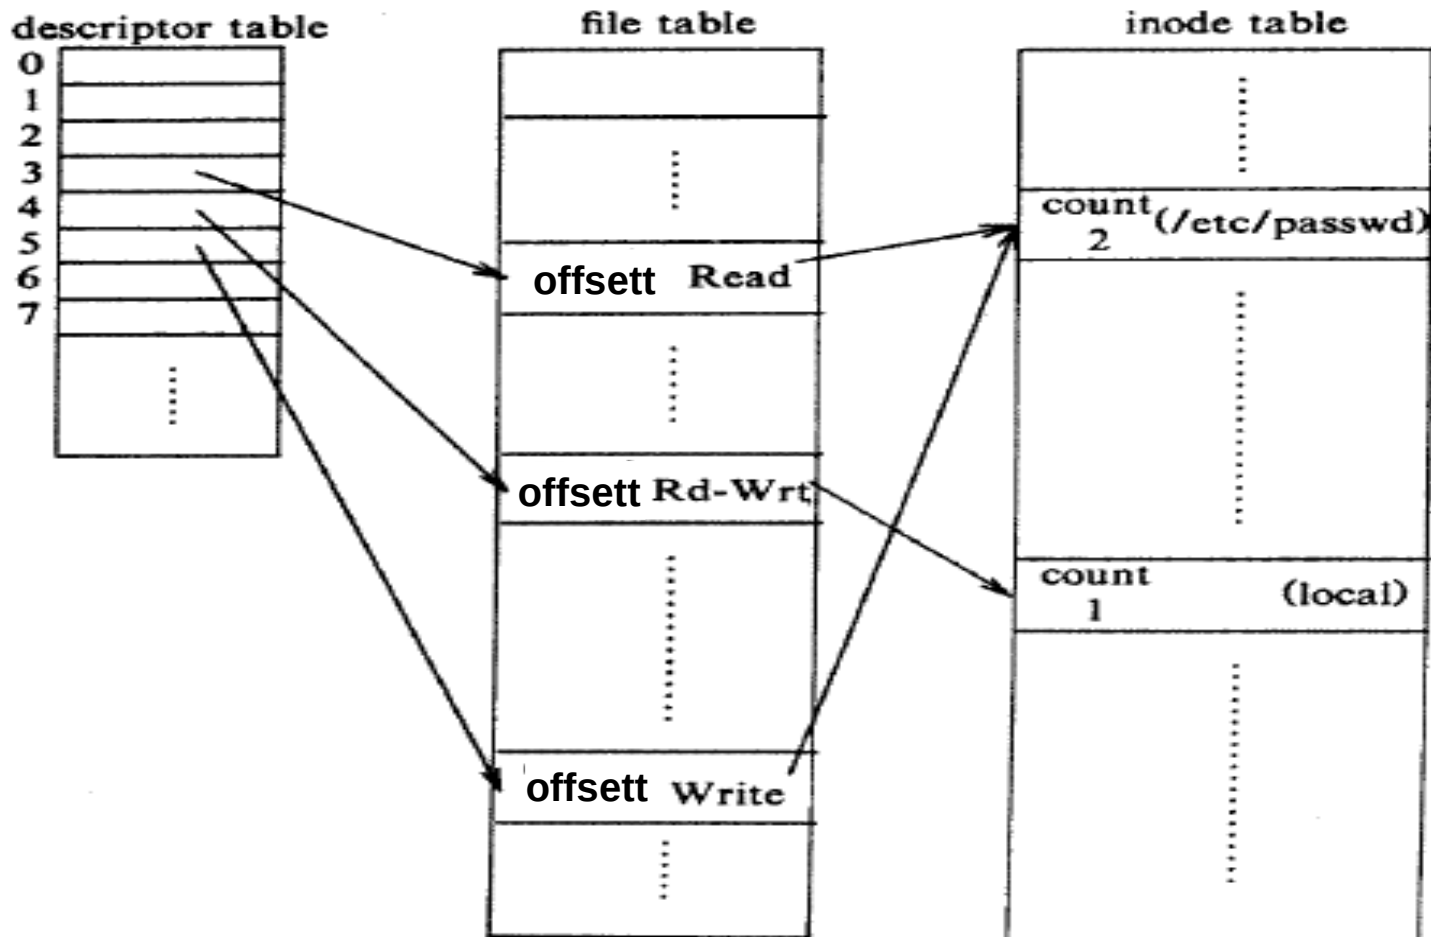 descriptor table
0
1
2
3
4
5
6
7
file table
offsett Read
offsett Rd-Wrt
offsett Write
inode table
count (/etc/passwd)
2
count (local)
1